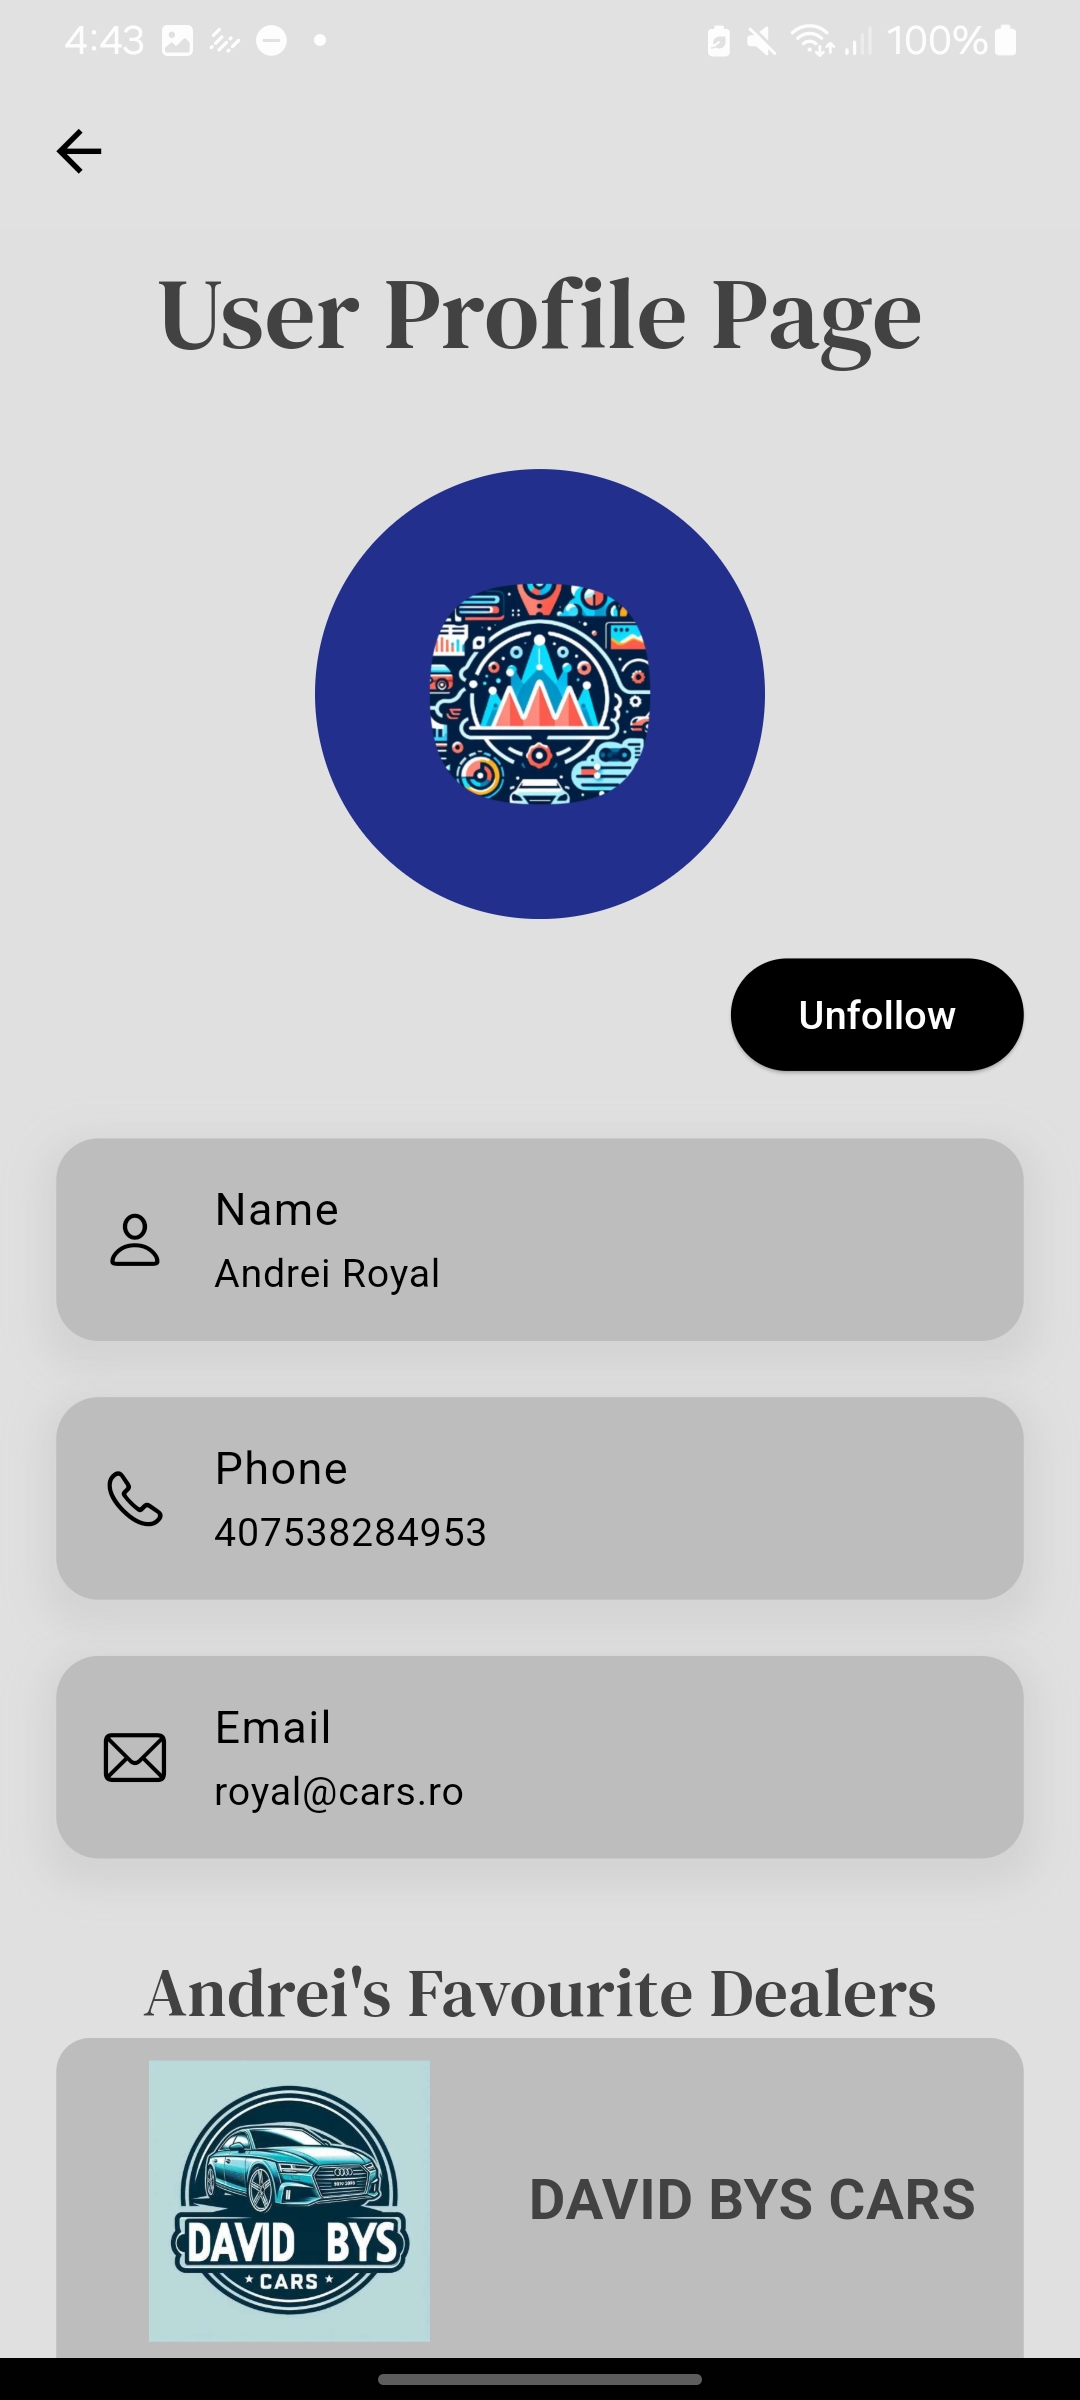 4:43
100%
User Profile Page
Unfollow
Name
Andrei Royal
Phone
407538284953
Email
royal@cars.ro
Andrei's Favourite Dealers
DAVID BYS
CARS
DAVID BYS CARS